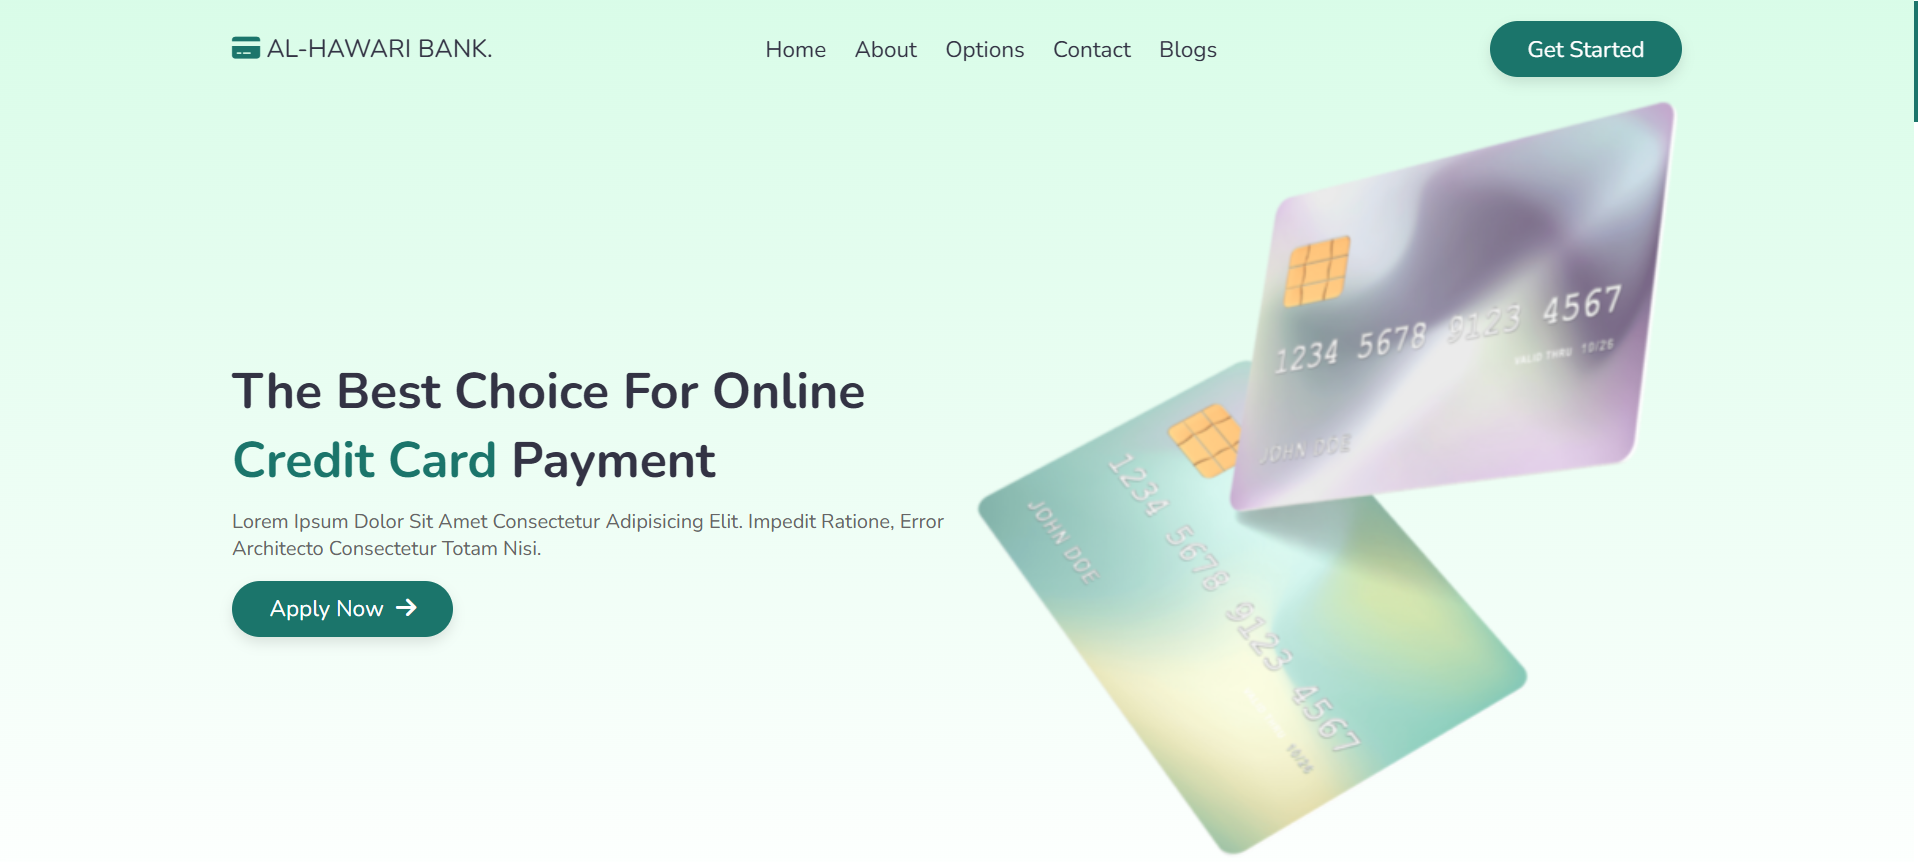 AL-HAWARI BANK.
Home About Options Contact Blogs
Get Started
The Best Choice For Online
Credit Card Payment
Lorem Ipsum Dolor Sit Amet Consectetur Adipisicing Elit. Impedit Ratione, Error
Architecto Consectetur Totam Nisi.
Apply Now
1234 5678 9123 4567
VALID THRU 10/26
JOHN DOE
1234 5678 9123 4567
10/26
JOHN DOE